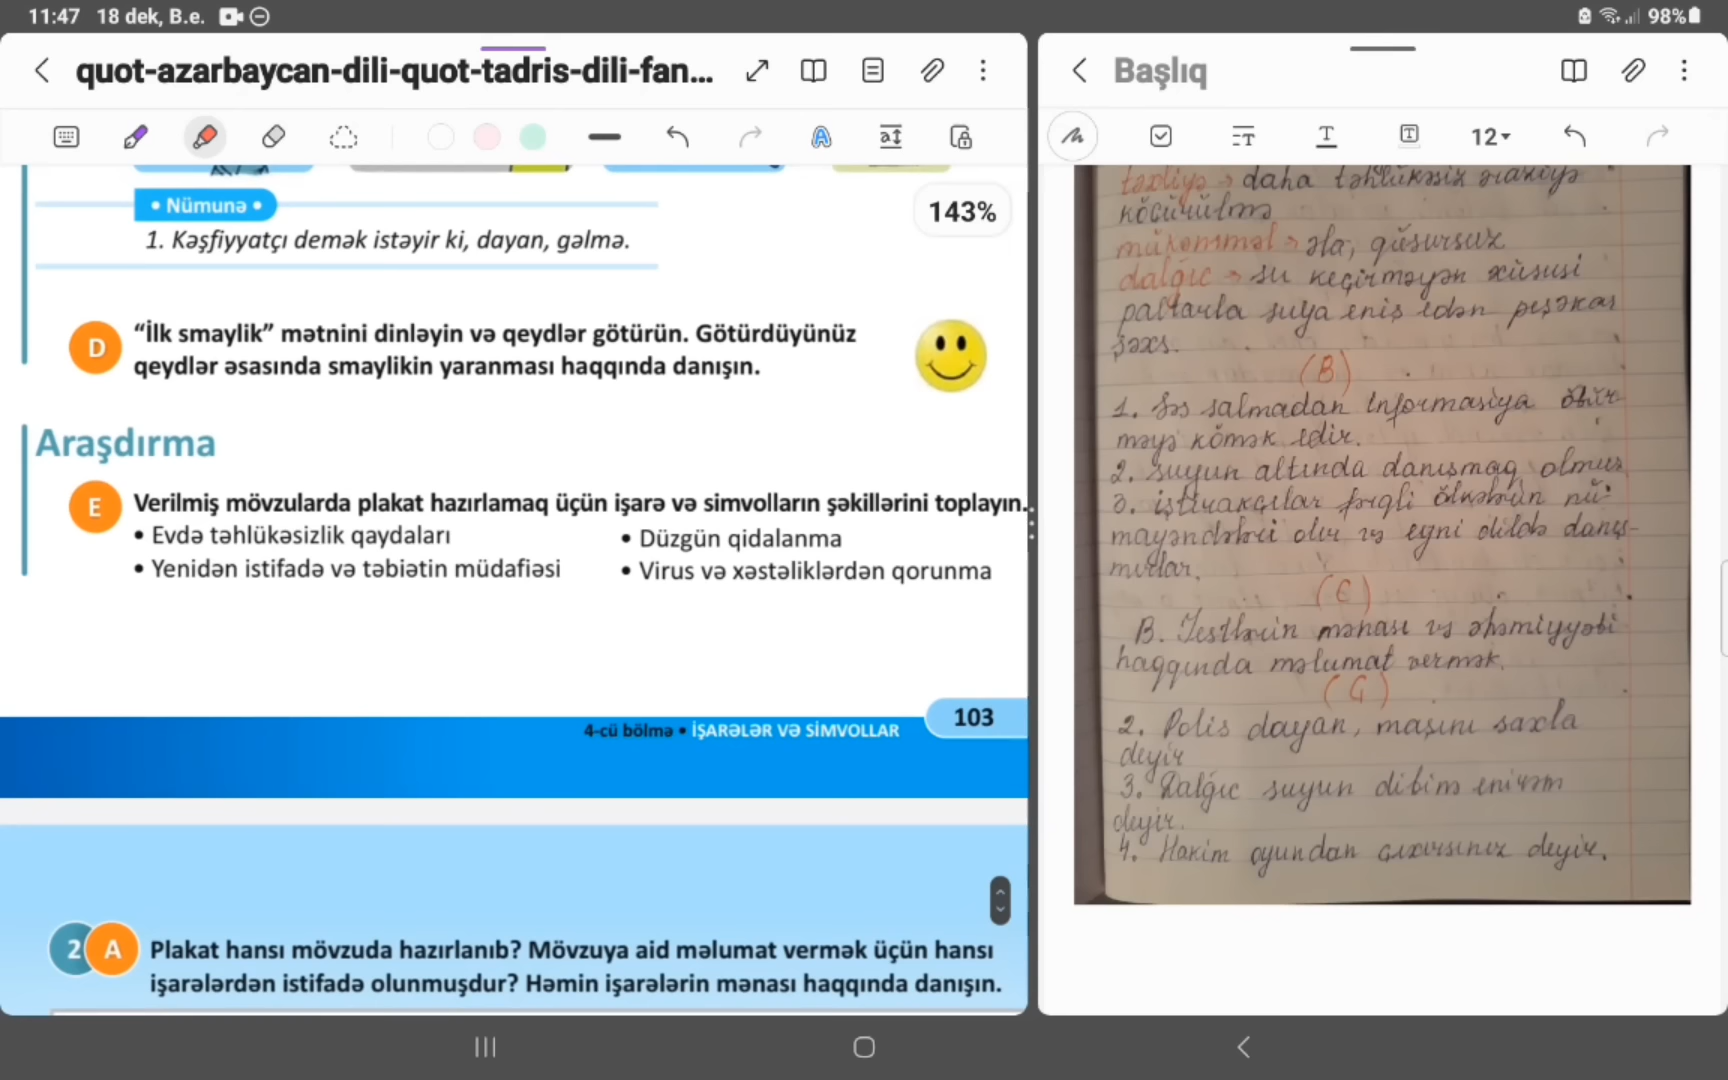 11:47 18 dek, B.e. 98%
quot-azarbaycan-dili-quot-tadris-dili-fan...
Nümunə
143%
1. Kəşfiyyatçı demək istəyir ki, dayan, gəlmə.
D "İlk smaylik" mətnini dinləyin və qeydlər götürün. Götürdüyünüz
qeydlər əsasında smaylikin yaranması haqqında danışın.
Araşdırma
E Verilmiş mövzularda plakat hazırlamaq üçün işarə və simvolların şəkillərini toplayın.
• Evdə təhlükəsizlik qaydaları
• Düzgün qidalanma
• Yenidən istifadə və təbiətin müdafiəsi
• Virus və xəstəliklərdən qorunma
4-cü bölmə • İŞARƏLƏR VƏ SİMVOLLAR 103
2 A Plakat hansı mövzuda hazırlanıb? Mövzuya aid məlumat vermək üçün hansı
işarələrdən istifadə olunmuşdur? Həmin işarələrin mənası haqqında danışın.
Başlıq
12
təxliyə → daha təhlükəsiz əraziyə
köçürülmə
mükəmməl → əla, qüsursuz
dalğıc → su keçirməyən xüsusi
paltarla suya eniş edən peşəkar
şəxs.
(B)
1. Səs salmadan informasiya ötür
məyə kömək edir.
2. Suyun altında danışmaq olmur
3. iştirakçılar fərqli ölkələrin nü-
mayəndələri olur və eyni dildə danış-
mırlar.
B. Jestlərin mənası və əhəmiyyəti
haqqında məlumat vermək.
2. Polis dayan, maşını saxla
deyir
3. Dalğıc suyun dibinə enirəm
deyir.
4. Hakim oyundan çıxırsınız deyir.